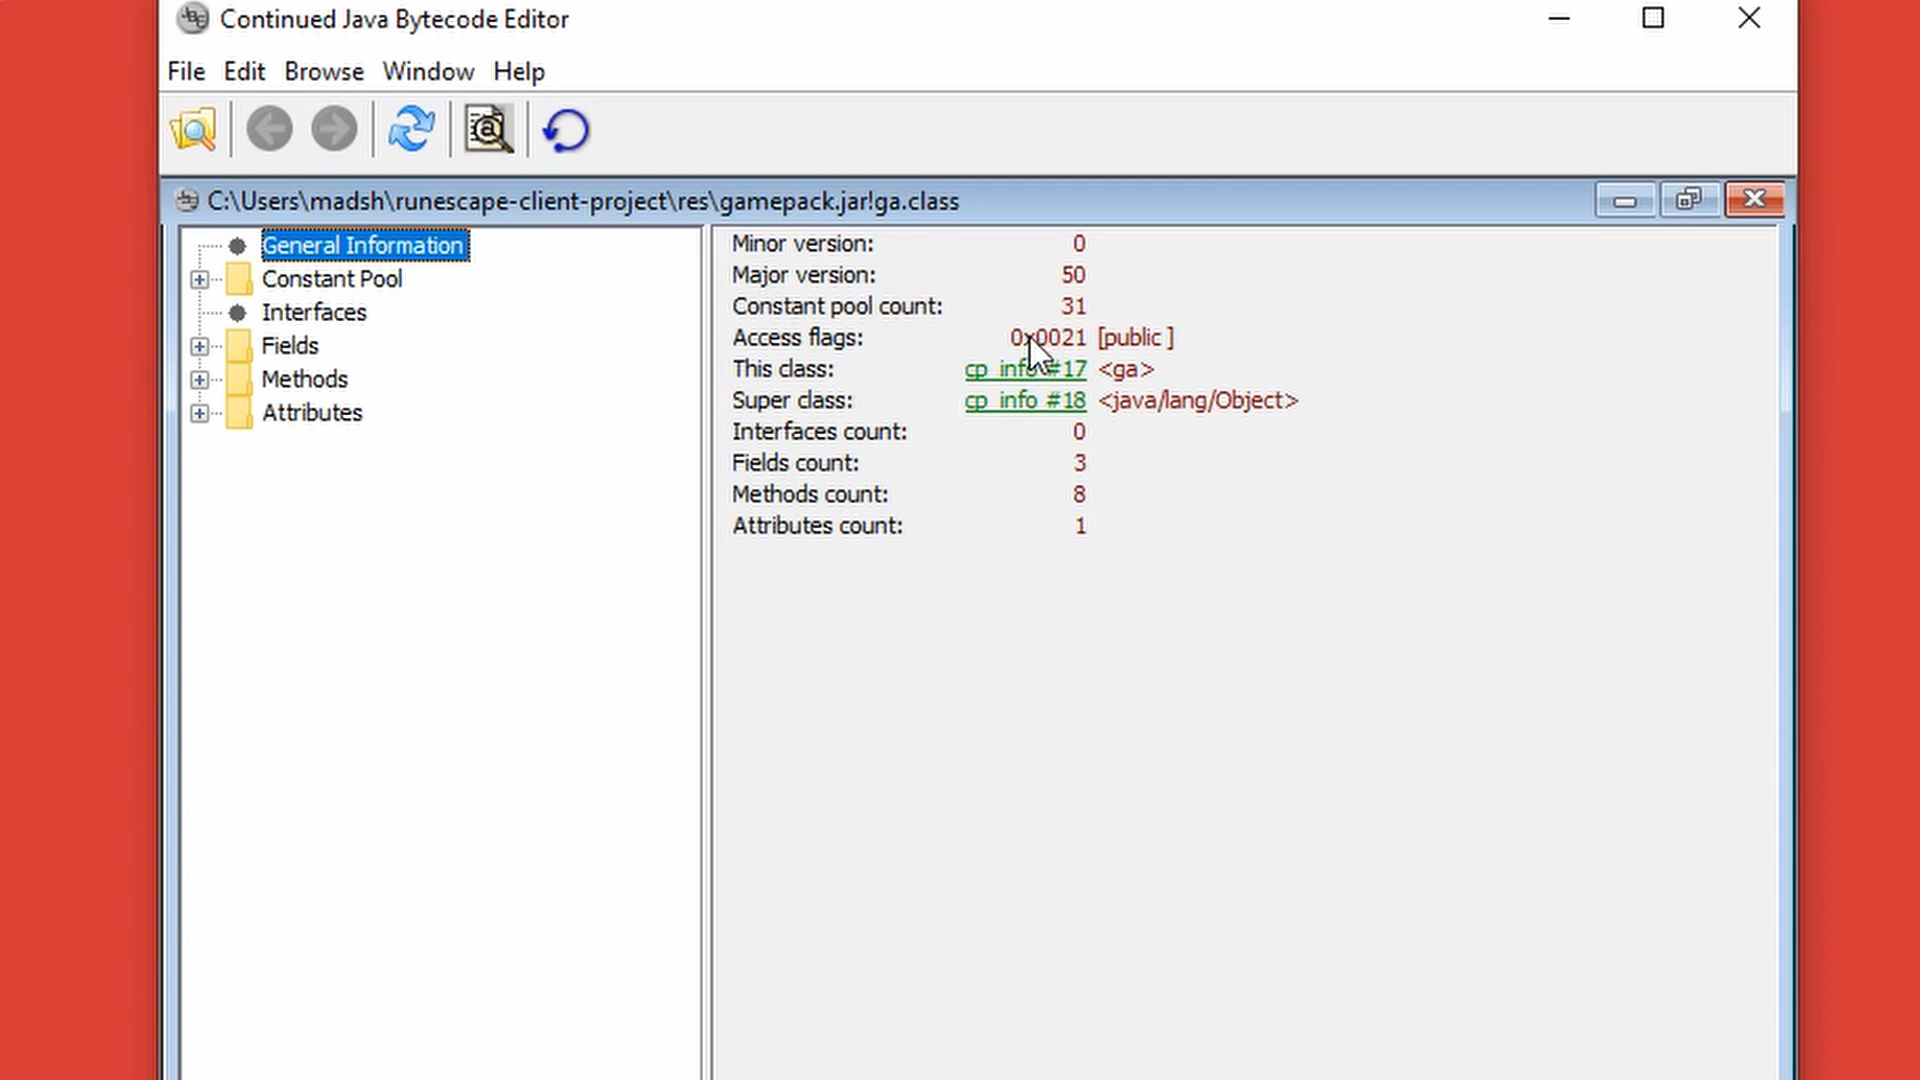 Continued Java Bytecode Editor
File Edit Browse Window Help
C:\Users\madsh\runescape-client-project\res\gamepack.jar!ga.class
General Information
Constant Pool
Interfaces
Fields
Methods
Attributes
Minor version: 0
Major version: 50
Constant pool count: 31
Access flags: 0x0021 [public ]
This class: cp_info #17 <ga>
Super class: cp_info #18 <java/lang/Object>
Interfaces count: 0
Fields count: 3
Methods count: 8
Attributes count: 1